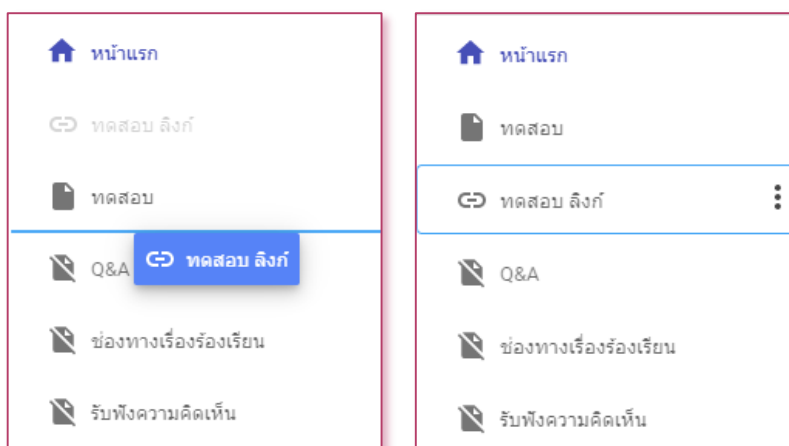 หน้าแรก
ทดสอบ ลิงก์
ทดสอบ
ทดสอบ ลิงก์
Q&A
ช่องทางเรื่องร้องเรียน
รับฟังความคิดเห็น
หน้าแรก
ทดสอบ
ทดสอบ ลิงก์
Q&A
ช่องทางเรื่องร้องเรียน
รับฟังความคิดเห็น